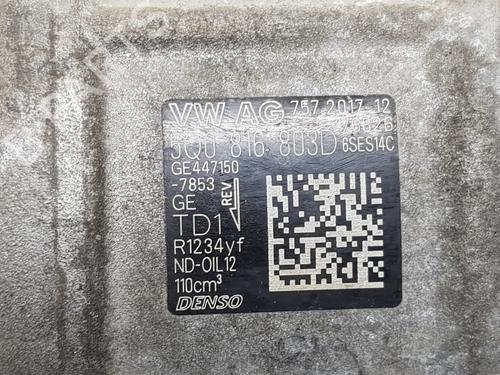 VW AG 757 2017 12
5Q0 816 803D 6SES14C
GE447150
-7853
REV
GE
TD1
R1234yf
ND-OIL12
110cm³
DENSO